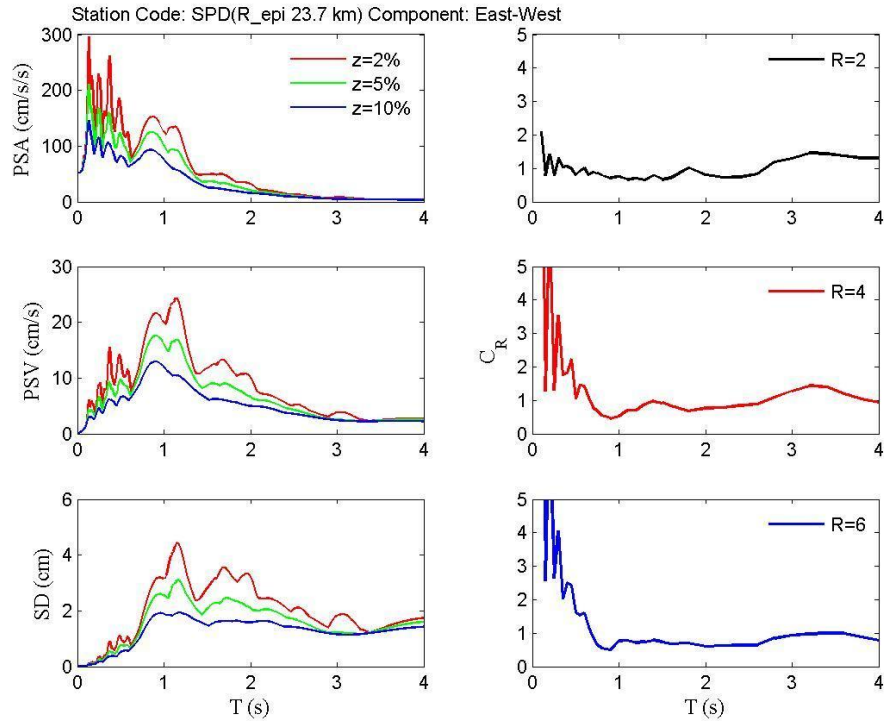 Station Code: SPD(R_epi 23.7 km) Component: East-West
300
200
100
0
PSA (cm/s/s)
z=2%
z=5%
z=10%
0 1 2 3 4
5
4
3
2
1
0
R=2
0 1 2 3 4
30
20
10
0
PSV (cm/s)
0 1 2 3 4
5
4
3
2
1
0
C_R
R=4
0 1 2 3 4
6
4
2
0
SD (cm)
0 1 2 3 4
T (s)
5
4
3
2
1
0
R=6
0 1 2 3 4
T (s)